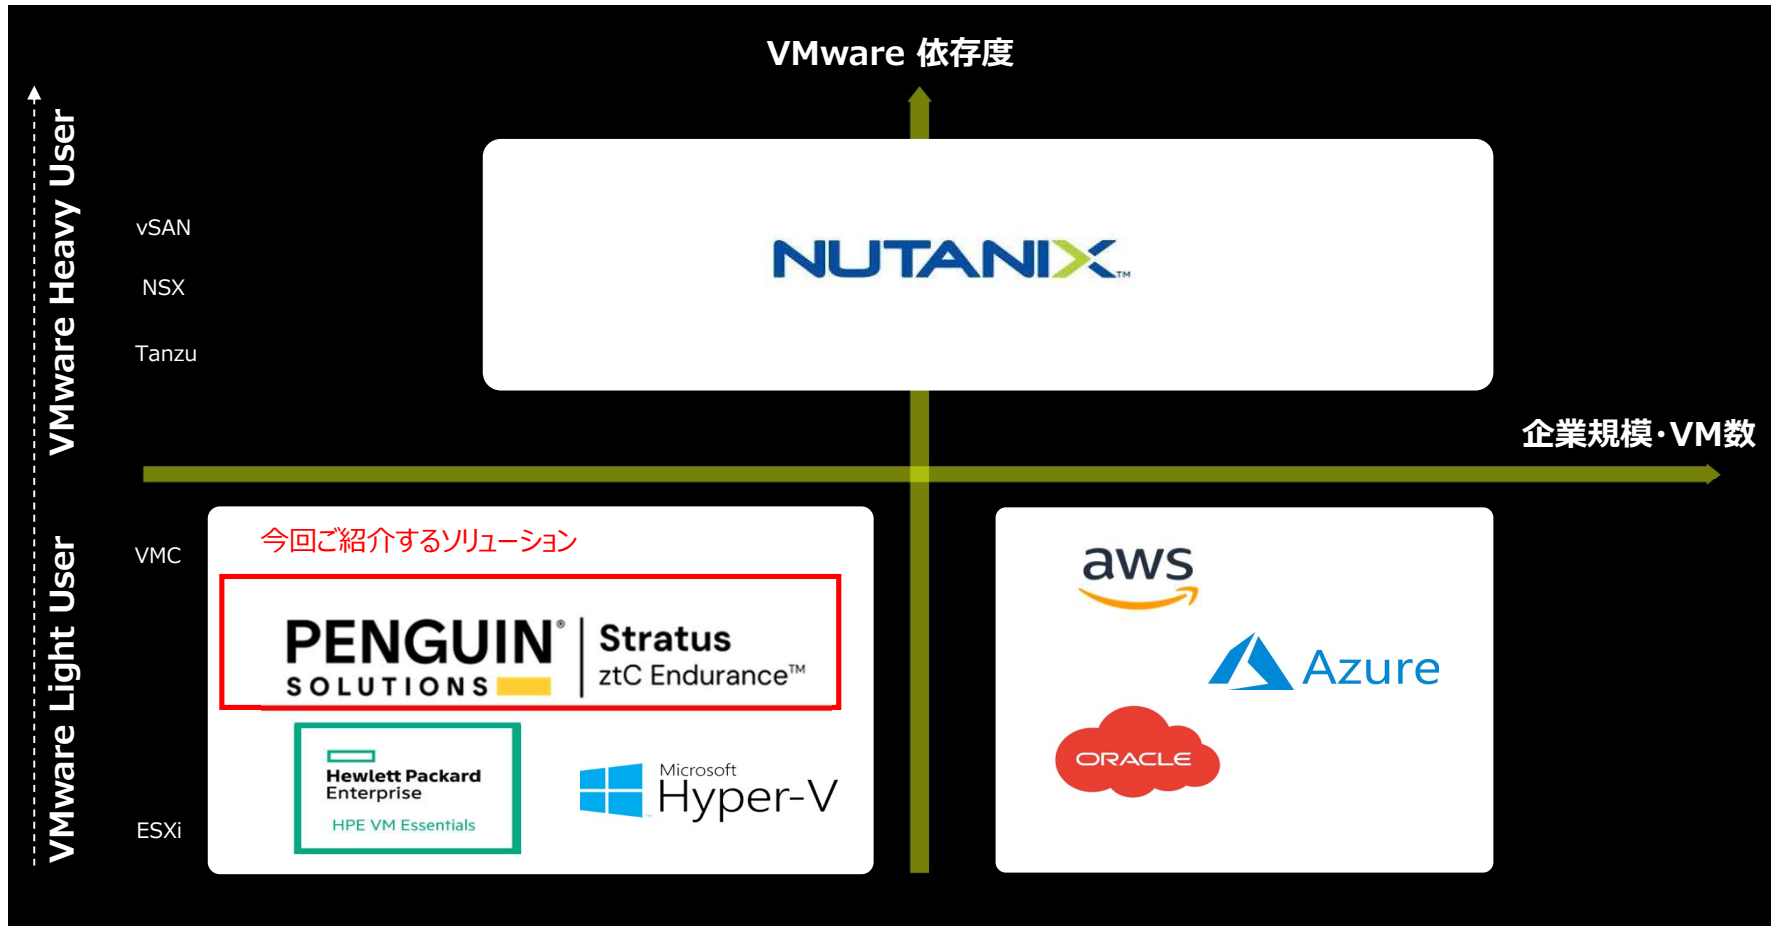 VMware 依存度
VMware Heavy User
vSAN
NSX
Tanzu
NUTANIX™
企業規模・VM数
VMware Light User
VMC
ESXi
今回ご紹介するソリューション
PENGUIN®
SOLUTIONS
Stratus
ztC Endurance™
Hewlett Packard
Enterprise
HPE VM Essentials
Microsoft
Hyper-V
aws
Azure
ORACLE